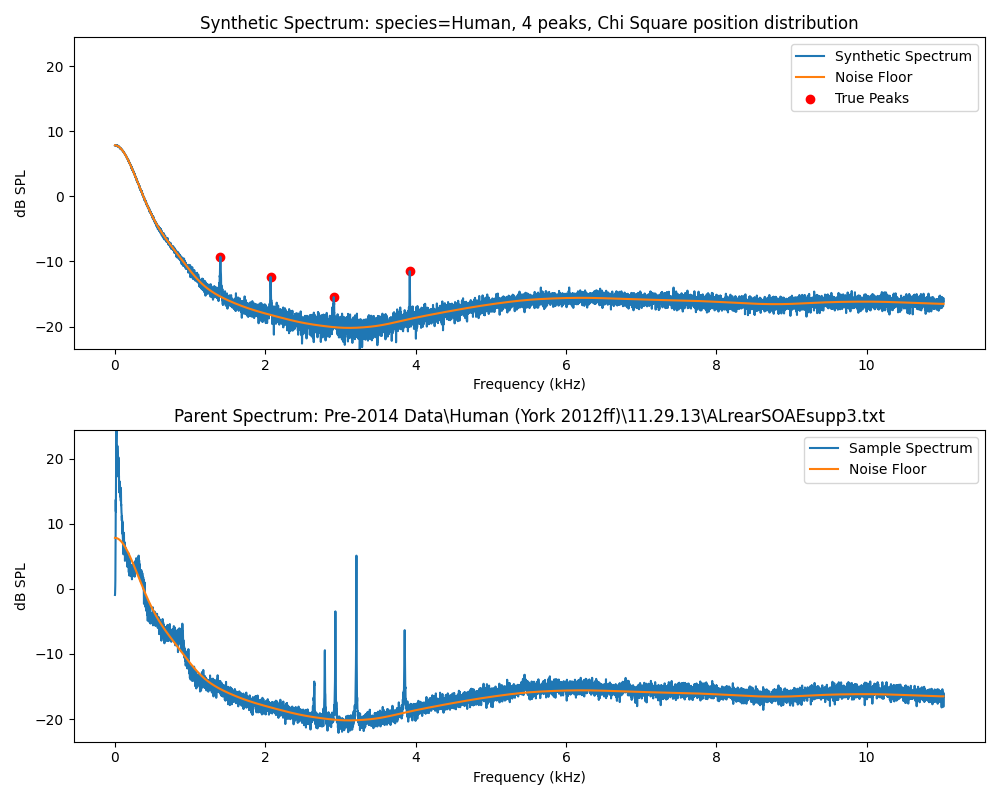 Synthetic Spectrum: species=Human, 4 peaks, Chi Square position distribution
20
10
0
−10
−20
dB SPL
Synthetic Spectrum
Noise Floor
True Peaks
0 2 4 6 8 10
Frequency (kHz)
Parent Spectrum: Pre-2014 Data\Human (York 2012ff)\11.29.13\ALrearSOAEsupp3.txt
20
10
0
−10
−20
dB SPL
Sample Spectrum
Noise Floor
0 2 4 6 8 10
Frequency (kHz)